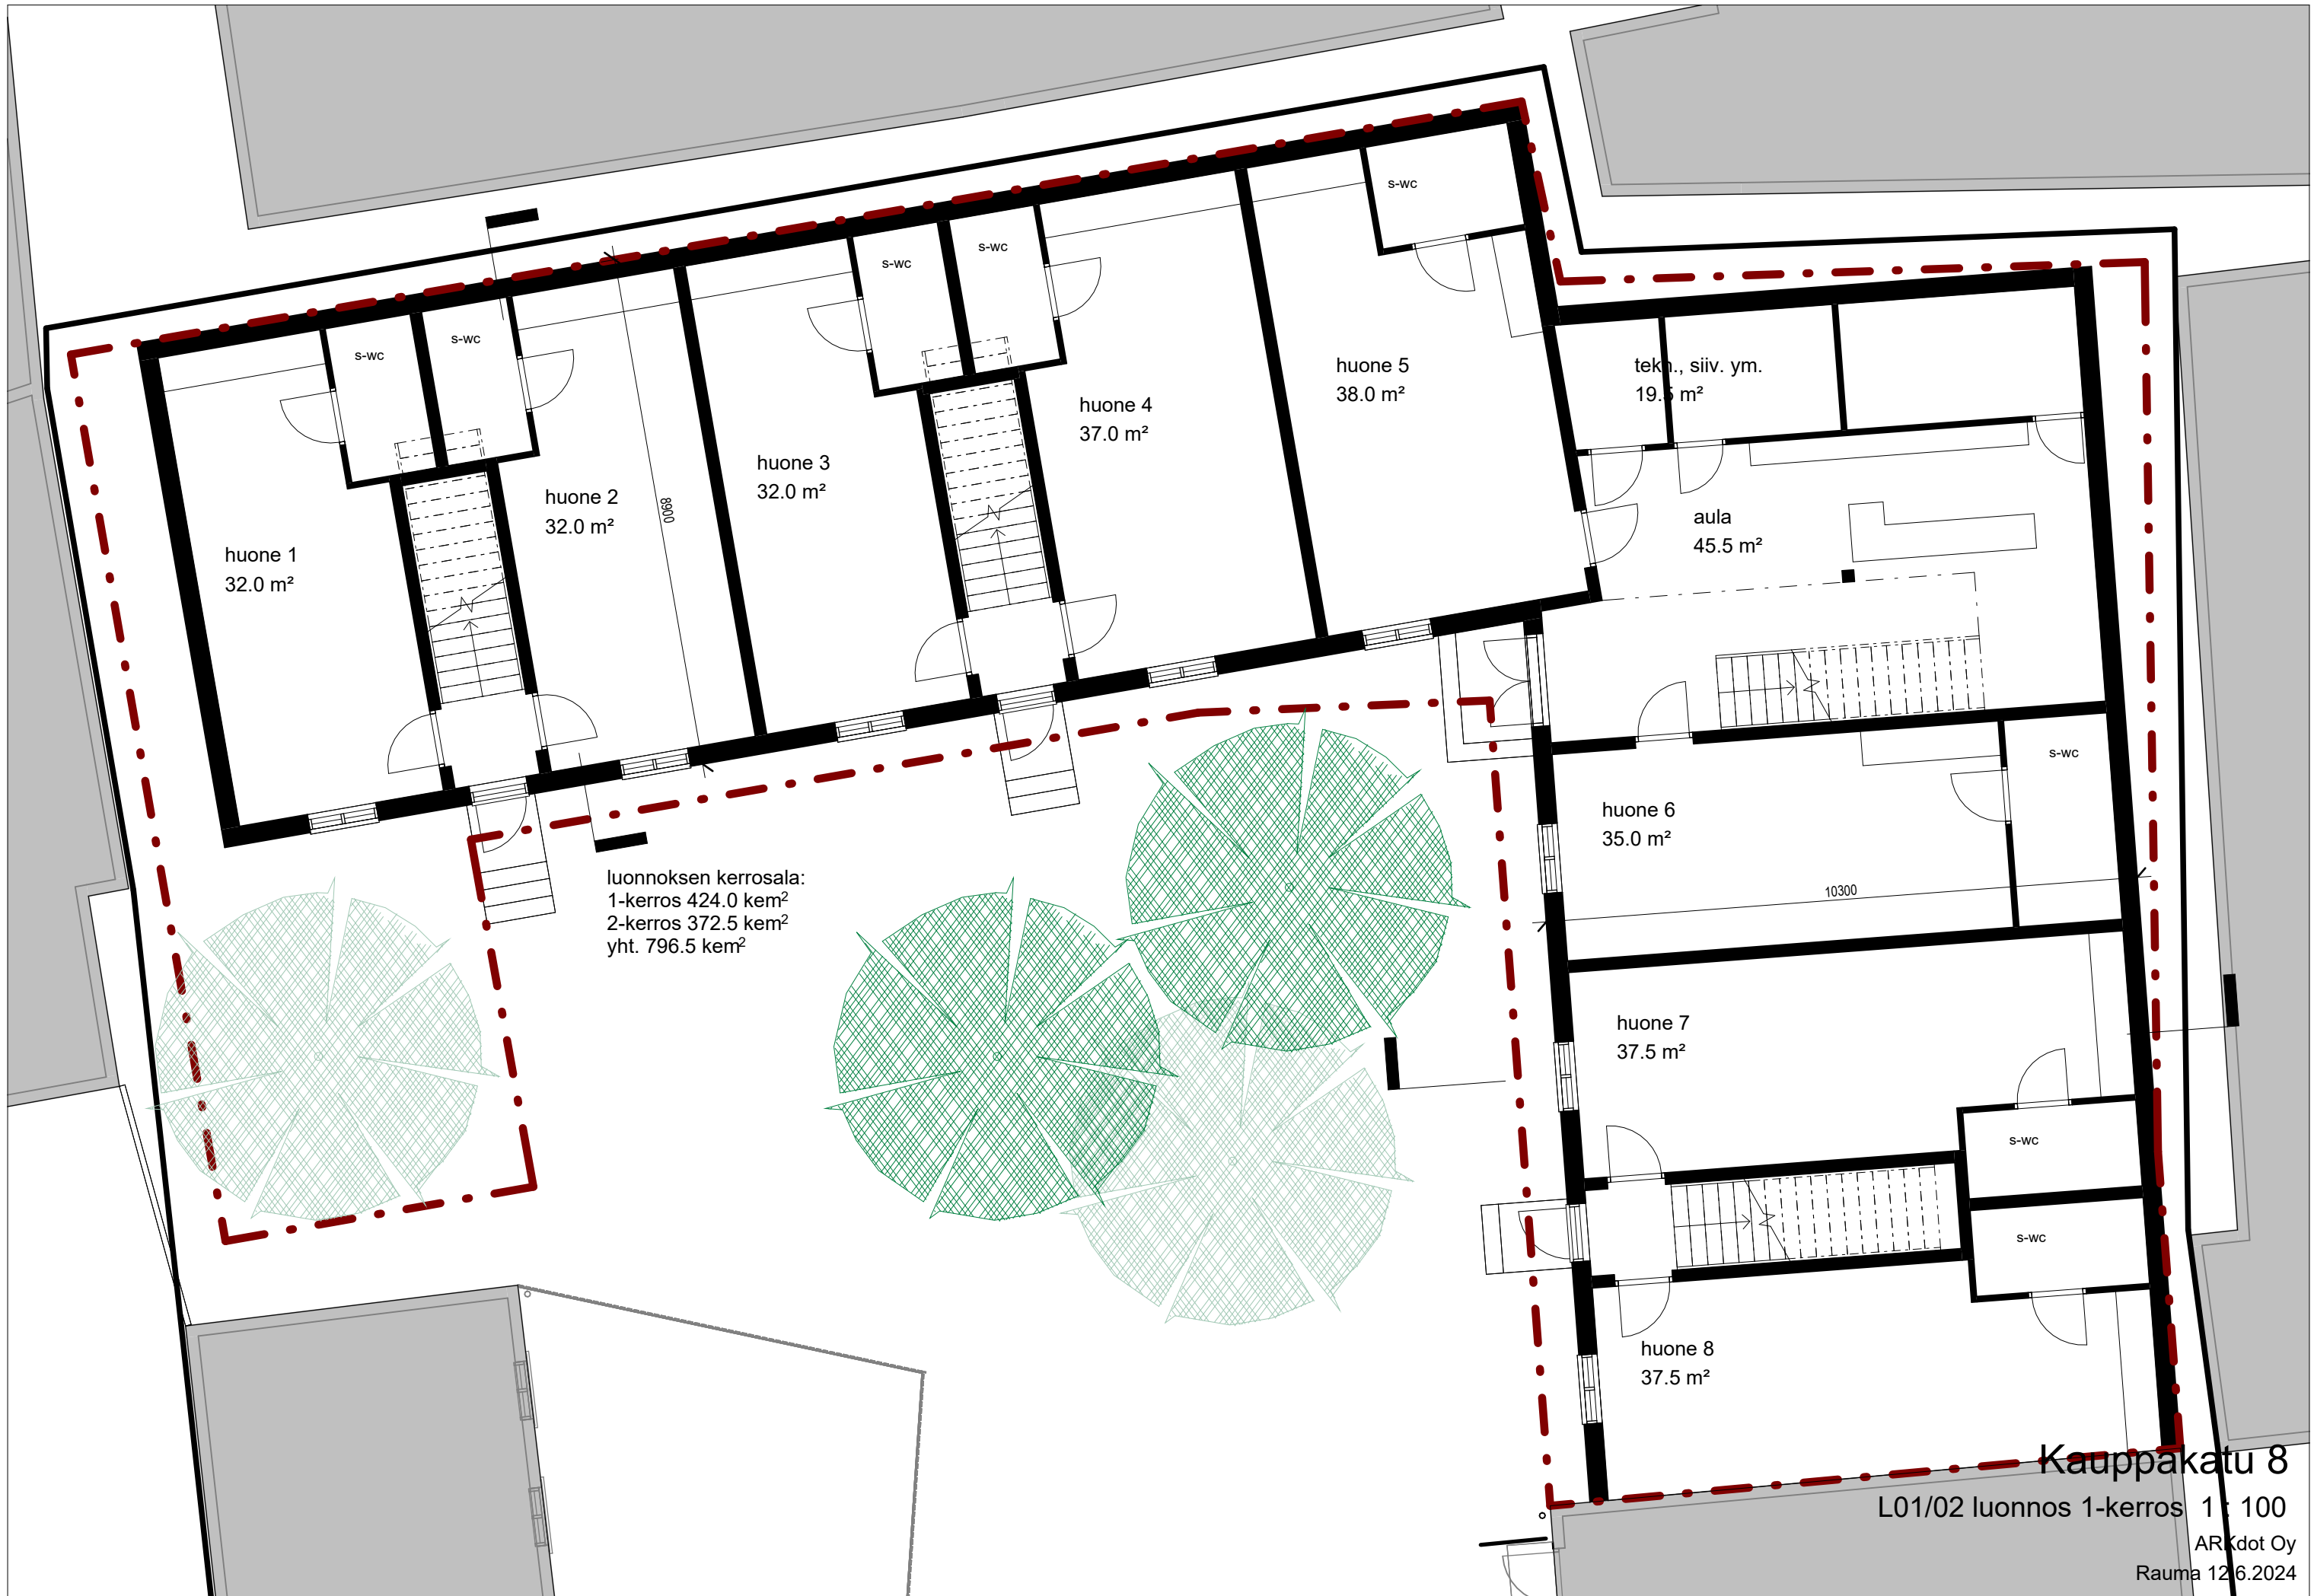 s-wc
s-wc
s-wc
s-wc
s-wc
huone 1
32.0 m²
huone 2
32.0 m²
8900
huone 3
32.0 m²
huone 4
37.0 m²
huone 5
38.0 m²
tekn., siiv. ym.
19.5 m²
aula
45.5 m²
huone 6
35.0 m²
s-wc
10300
luonnoksen kerrosala:
1-kerros 424.0 kem²
2-kerros 372.5 kem²
yht. 796.5 kem²
huone 7
37.5 m²
s-wc
s-wc
huone 8
37.5 m²
Kauppakatu 8
L01/02 luonnos 1-kerros 1 : 100
ARKdot Oy
Rauma 12.6.2024